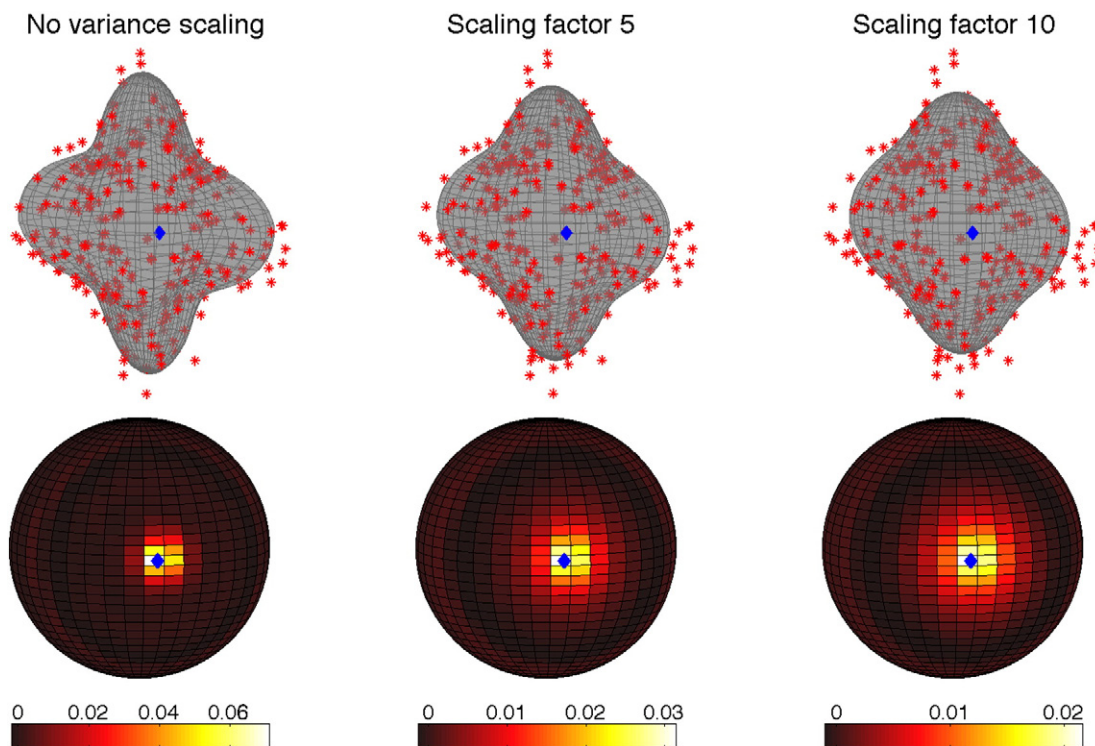 No variance scaling
Scaling factor 5
Scaling factor 10
0 0.02 0.04 0.06
0 0.01 0.02 0.03
0 0.01 0.02